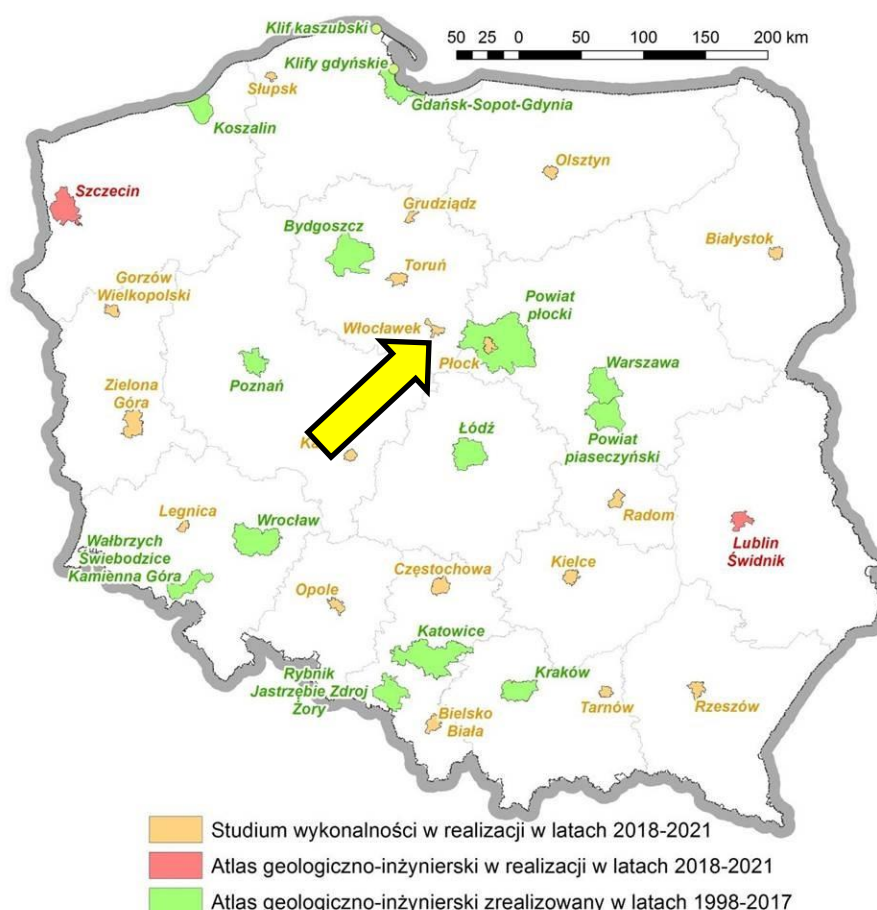 Klif kaszubski
50 25 0 50 100 150 200 km
Klify gdyńskie
Słupsk
Gdańsk-Sopot-Gdynia
Koszalin
Olsztyn
Szczecin
Grudziądz
Bydgoszcz
Białystok
Toruń
Gorzów
Wielkopolski
Powiat
płocki
Włocławek
Płock
Warszawa
Poznań
Zielona
Góra
Łódź
Powiat
piaseczyński
Legnica
Wrocław
Radom
Wałbrzych
Świebodzice
Kamienna Góra
Lublin
Świdnik
Częstochowa
Kielce
Opole
Katowice
Rybnik
Jastrzębie Zdroj
Żory
Kraków
Bielsko
Biała
Tarnów
Rzeszów
Studium wykonalności w realizacji w latach 2018-2021
Atlas geologiczno-inżynierski w realizacji w latach 2018-2021
Atlas geologiczno-inżynierski zrealizowany w latach 1998-2017